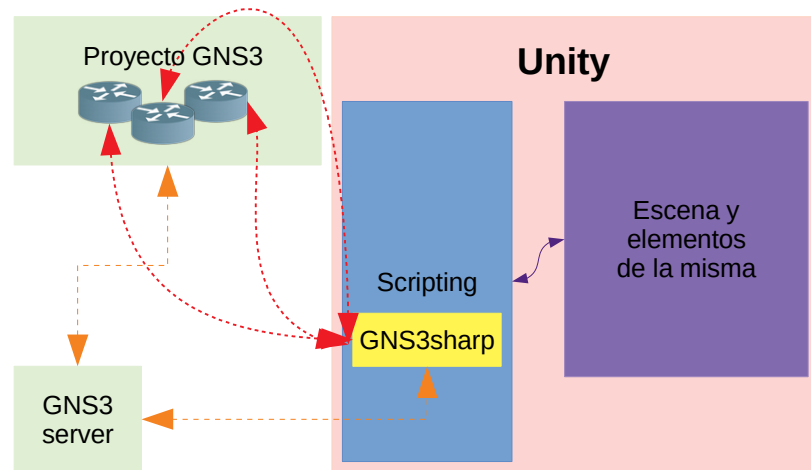 Proyecto GNS3
Unity
Escena y
elementos
de la misma
Scripting
GNS3sharp
GNS3
server